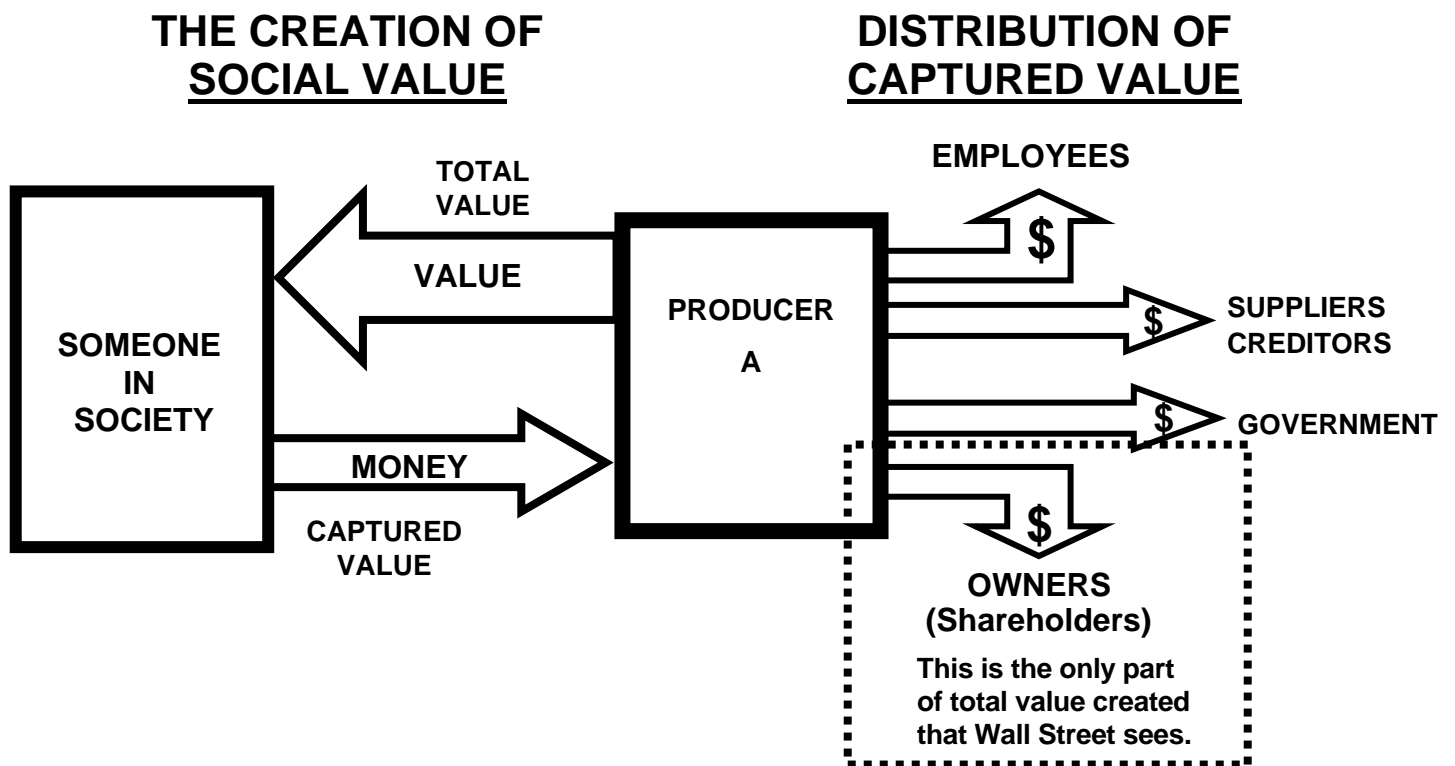 THE CREATION OF
SOCIAL VALUE
DISTRIBUTION OF
CAPTURED VALUE
SOMEONE
IN
SOCIETY
TOTAL
VALUE
VALUE
MONEY
CAPTURED
VALUE
PRODUCER
A
EMPLOYEES
$
$
SUPPLIERS
CREDITORS
$
GOVERNMENT
$
OWNERS
(Shareholders)
This is the only part
of total value created
that Wall Street sees.